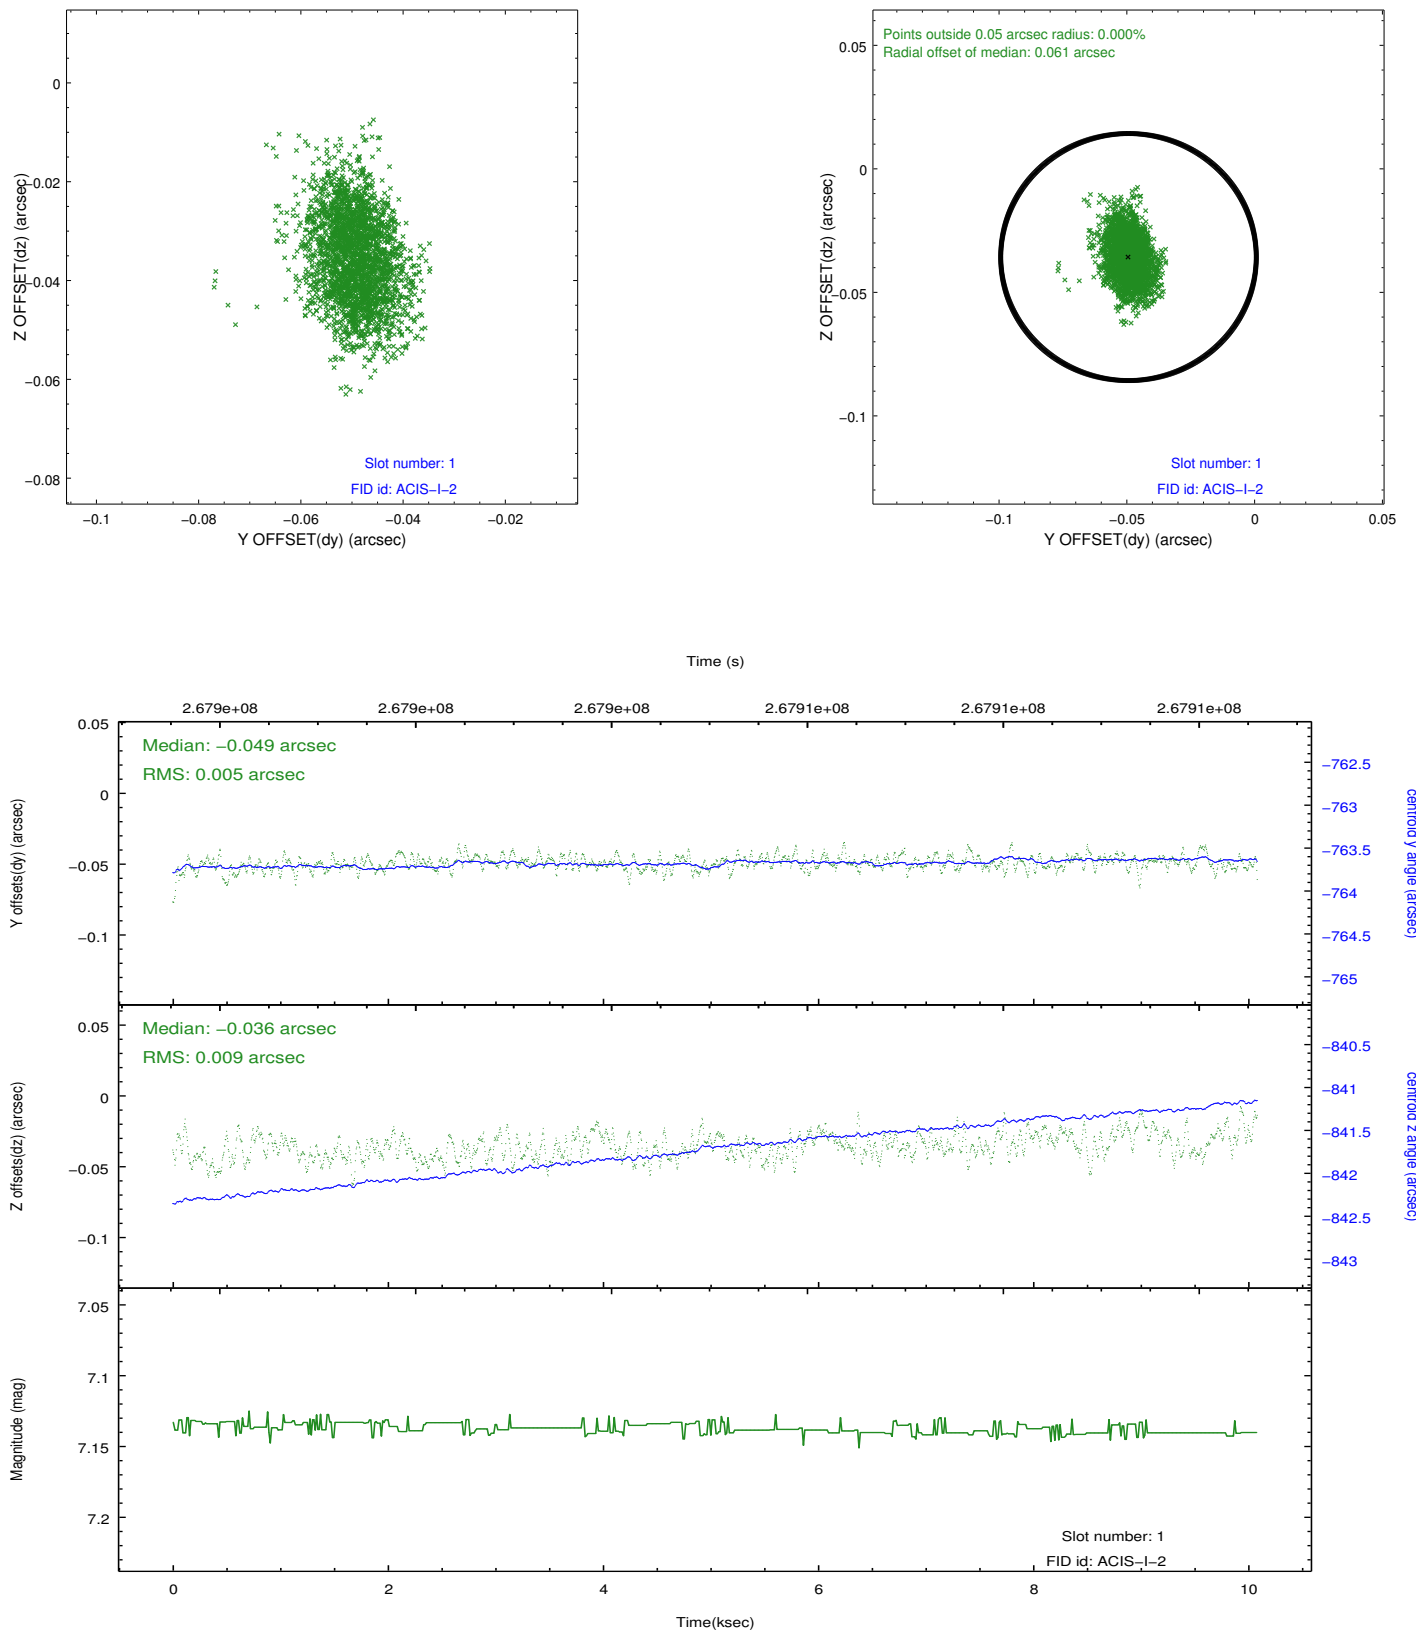 0
−0.02
−0.04
−0.06
−0.08
Z OFFSET(dz) (arcsec)
Slot number: 1
FID id: ACIS−I−2
−0.1
−0.08
−0.06
−0.04
−0.02
Y OFFSET(dy) (arcsec)
Points outside 0.05 arcsec radius: 0.000%
Radial offset of median: 0.061 arcsec
0.05
0
−0.05
−0.1
Z OFFSET(dz) (arcsec)
Slot number: 1
FID id: ACIS−I−2
−0.1
−0.05
0
0.05
Y OFFSET(dy) (arcsec)
Time (s)
2.679e+08
2.679e+08
2.679e+08
2.6791e+08
2.6791e+08
2.6791e+08
Median: −0.049 arcsec
RMS: 0.005 arcsec
0.05
0
−0.05
−0.1
Y offsets(dy) (arcsec)
−762.5
−763
−763.5
−764
−764.5
−765
centroid y angle (arcsec)
Median: −0.036 arcsec
RMS: 0.009 arcsec
0.05
0
−0.05
−0.1
Z offsets(dz) (arcsec)
−840.5
−841
−841.5
−842
−842.5
−843
centroid z angle (arcsec)
7.05
7.1
7.15
7.2
Magnitude (mag)
Slot number: 1
FID id: ACIS−I−2
0
2
4
6
8
10
Time(ksec)